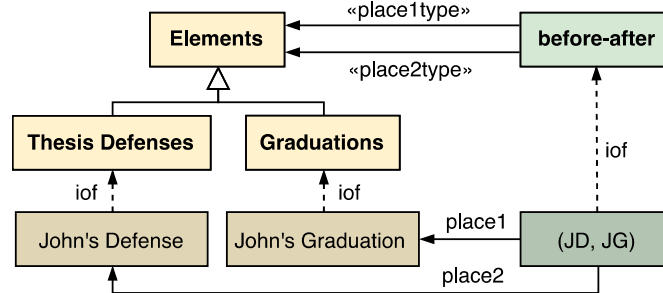 «place1type»
Elements
before-after
«place2type»
Thesis Defenses
Graduations
iof
iof
iof
John's Defense
John's Graduation
place1
(JD, JG)
place2